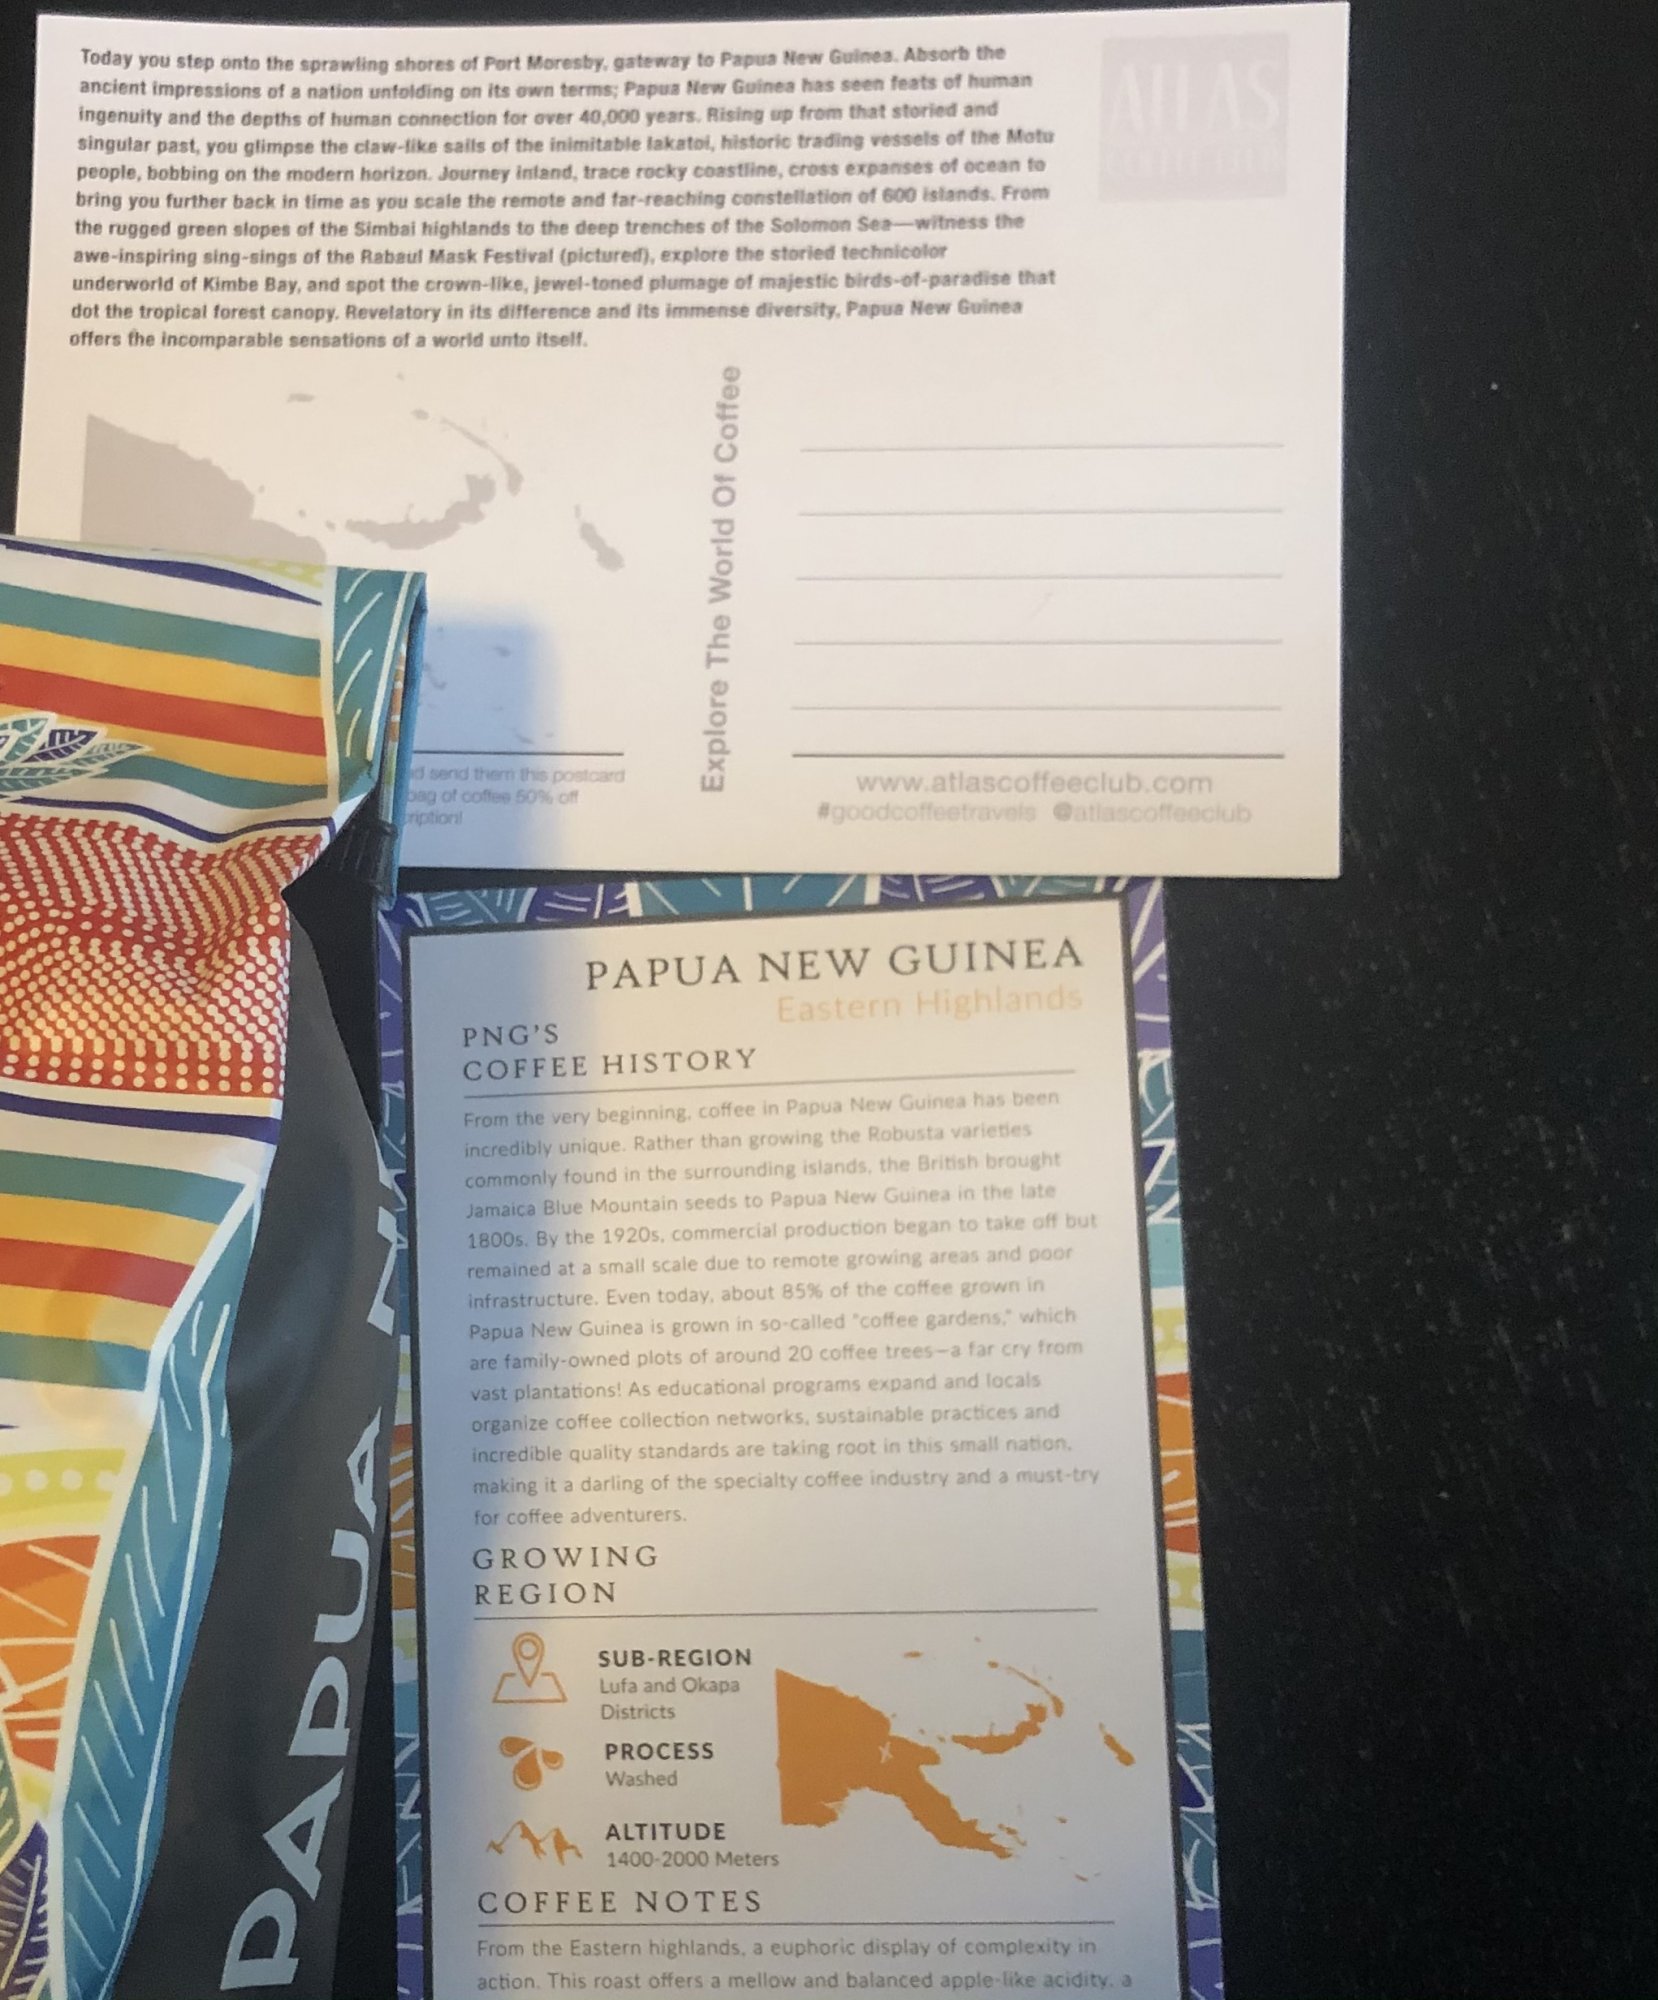 Today you step onto the sprawling shores of Port Moresby, gateway to Papua New Guinea. Absorb the
ancient impressions of a nation unfolding on its own terms; Papua New Guinea has seen feats of human
ingenuity and the depths of human connection for over 40,000 years. Rising up from that storied and
singular past, you glimpse the claw-like sails of the inimitable lakatoi, historic trading vessels of the Motu
people, bobbing on the modern horizon. Journey inland, trace rocky coastline, cross expanses of ocean to
bring you further back in time as you scale the remote and far-reaching constellation of 600 islands. From
the rugged green slopes of the Simbai highlands to the deep trenches of the Solomon Sea—witness the
awe-inspiring sing-sings of the Rabaul Mask Festival (pictured), explore the storied technicolor
underworld of Kimbe Bay, and spot the crown-like, jewel-toned plumage of majestic birds-of-paradise that
dot the tropical forest canopy. Revelatory in its difference and its immense diversity, Papua New Guinea
offers the incomparable sensations of a world unto itself.
ATLAS
Explore The World Of Coffee
send them this postcard
bag of coffee 50% off
www.atlascoffeeclub.com
#goodcoffeetravels @atlascoffeeclub
PAPUA
PAPUA NEW GUINEA
Eastern Highlands
PNG'S
COFFEE HISTORY
From the very beginning, coffee in Papua New Guinea has been
incredibly unique. Rather than growing the Robusta varieties
commonly found in the surrounding islands, the British brought
Jamaica Blue Mountain seeds to Papua New Guinea in the late
1800s. By the 1920s, commercial production began to take off but
remained at a small scale due to remote growing areas and poor
infrastructure. Even today, about 85% of the coffee grown in
Papua New Guinea is grown in so-called "coffee gardens," which
are family-owned plots of around 20 coffee trees—a far cry from
vast plantations! As educational programs expand and locals
organize coffee collection networks, sustainable practices and
incredible quality standards are taking root in this small nation,
making it a darling of the specialty coffee industry and a must-try
for coffee adventurers.
GROWING
REGION
SUB-REGION
Lufa and Okapa
Districts
PROCESS
Washed
ALTITUDE
1400-2000 Meters
COFFEE NOTES
From the Eastern highlands, a euphoric display of complexity in
action. This roast offers a mellow and balanced apple-like acidity, a